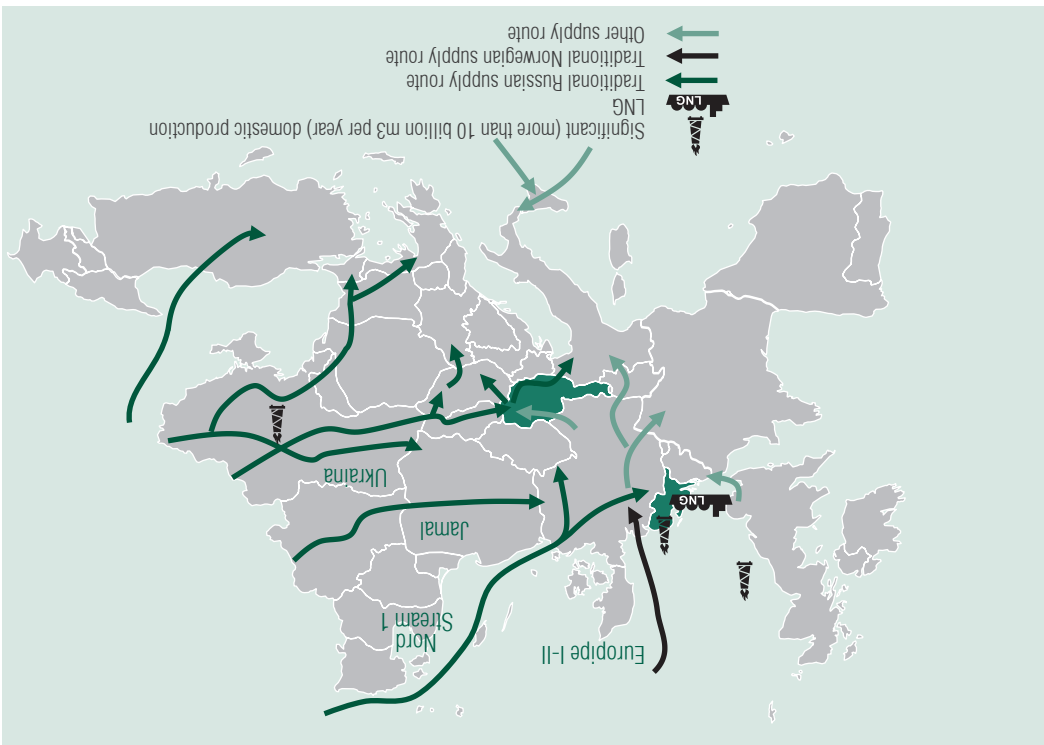 Nord
Stream 1
Europipe I-II
Jamal
Ukraina
LNG
Significant (more than 10 billion m3 per year) domestic production
LNG
LNG
Traditional Russian supply route
Traditional Norwegian supply route
Other supply route